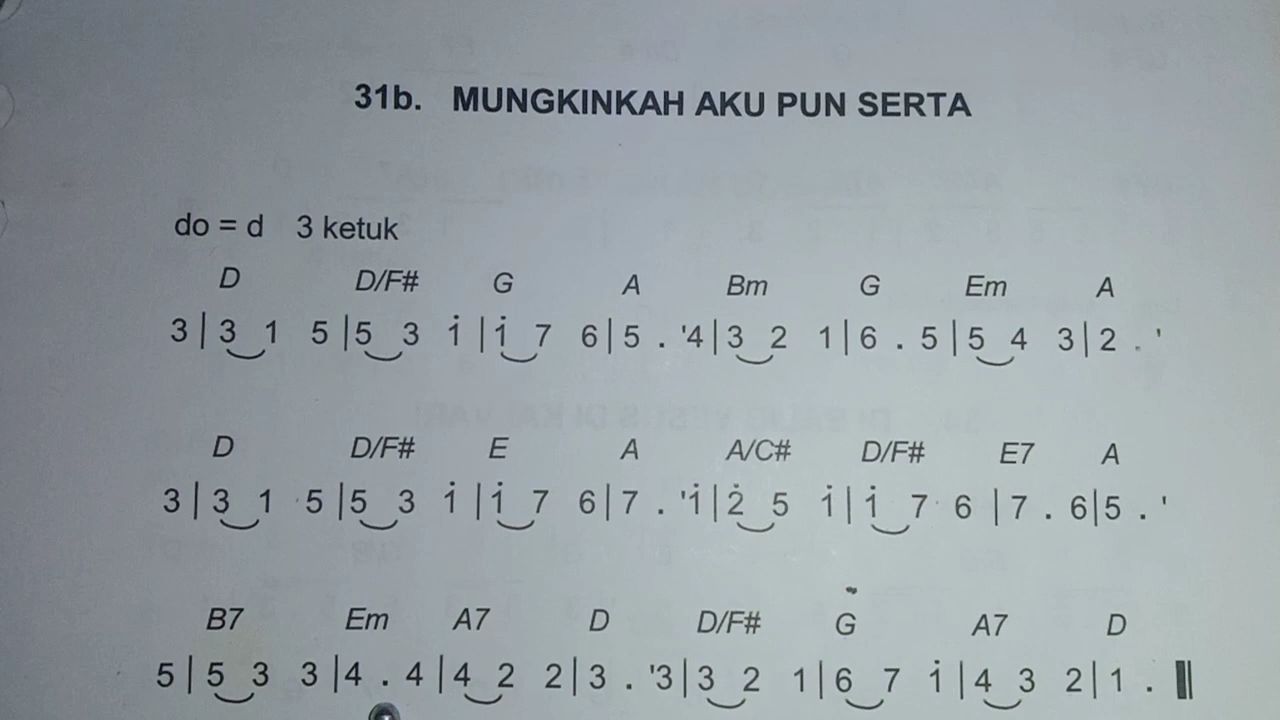 31b. MUNGKINKAH AKU PUN SERTA
do = d 3 ketuk
D D/F# G A Bm G Em A
3 | 3 1 5 | 5 3 i | i 7 6 | 5 . '4 | 3 2 1 | 6 . 5 | 5 4 3 | 2 . '
D D/F# E A A/C# D/F# E7 A
3 | 3 1 5 | 5 3 i | i 7 6 | 7 . 'i | 2̇ 5 i | i 7 6 | 7 . 6 | 5 . '
B7 Em A7 D D/F# G A7 D
5 | 5 3 3 | 4 . 4 | 4 2 2 | 3 . '3 | 3 2 1 | 6 7 i | 4 3 2 | 1 . ||